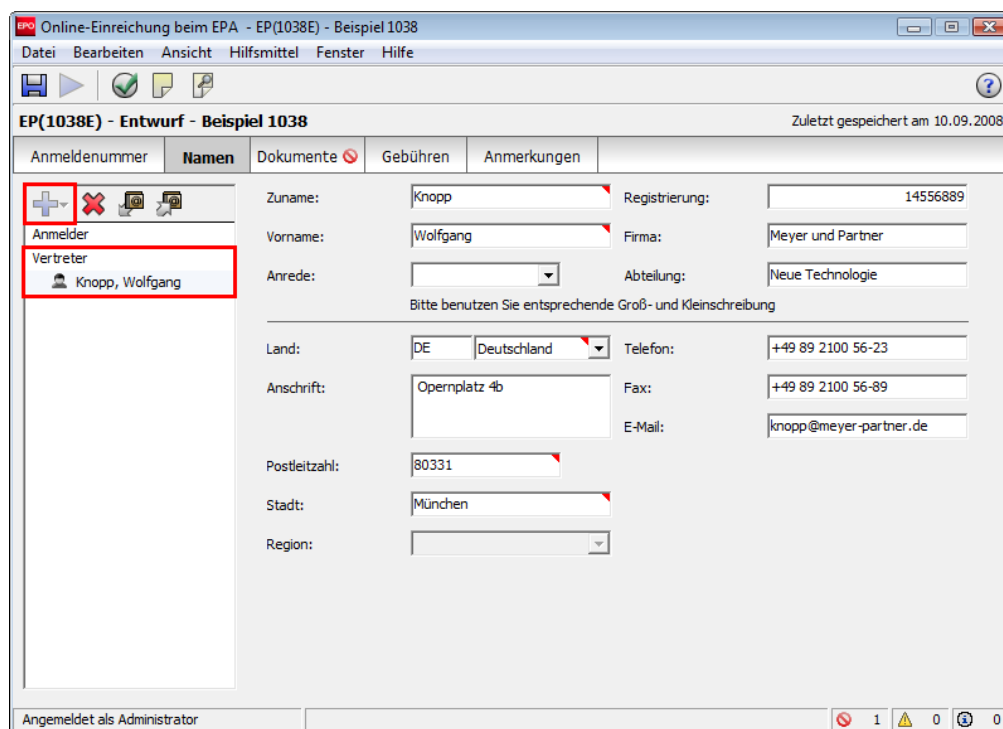 EPO Online-Einreichung beim EPA - EP(1038E) - Beispiel 1038
Datei Bearbeiten Ansicht Hilfsmittel Fenster Hilfe
EP(1038E) - Entwurf - Beispiel 1038
Zuletzt gespeichert am 10.09.2008
Anmeldenummer Namen Dokumente Gebühren Anmerkungen
Anmelder
Vertreter
Knopp, Wolfgang
Zuname: Knopp
Registrierung: 14556889
Vorname: Wolfgang
Firma: Meyer und Partner
Anrede:
Abteilung: Neue Technologie
Bitte benutzen Sie entsprechende Groß- und Kleinschreibung
Land: DE Deutschland
Telefon: +49 89 2100 56-23
Anschrift: Opernplatz 4b
Fax: +49 89 2100 56-89
E-Mail: knopp@meyer-partner.de
Postleitzahl: 80331
Stadt: München
Region:
Angemeldet als Administrator
1 0 0